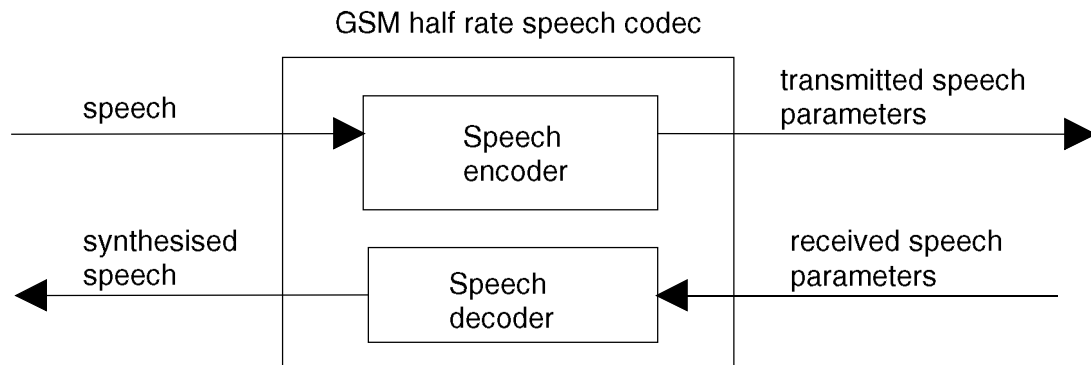 GSM half rate speech codec
speech
Speech
encoder
transmitted speech
parameters
synthesised
speech
Speech
decoder
received speech
parameters